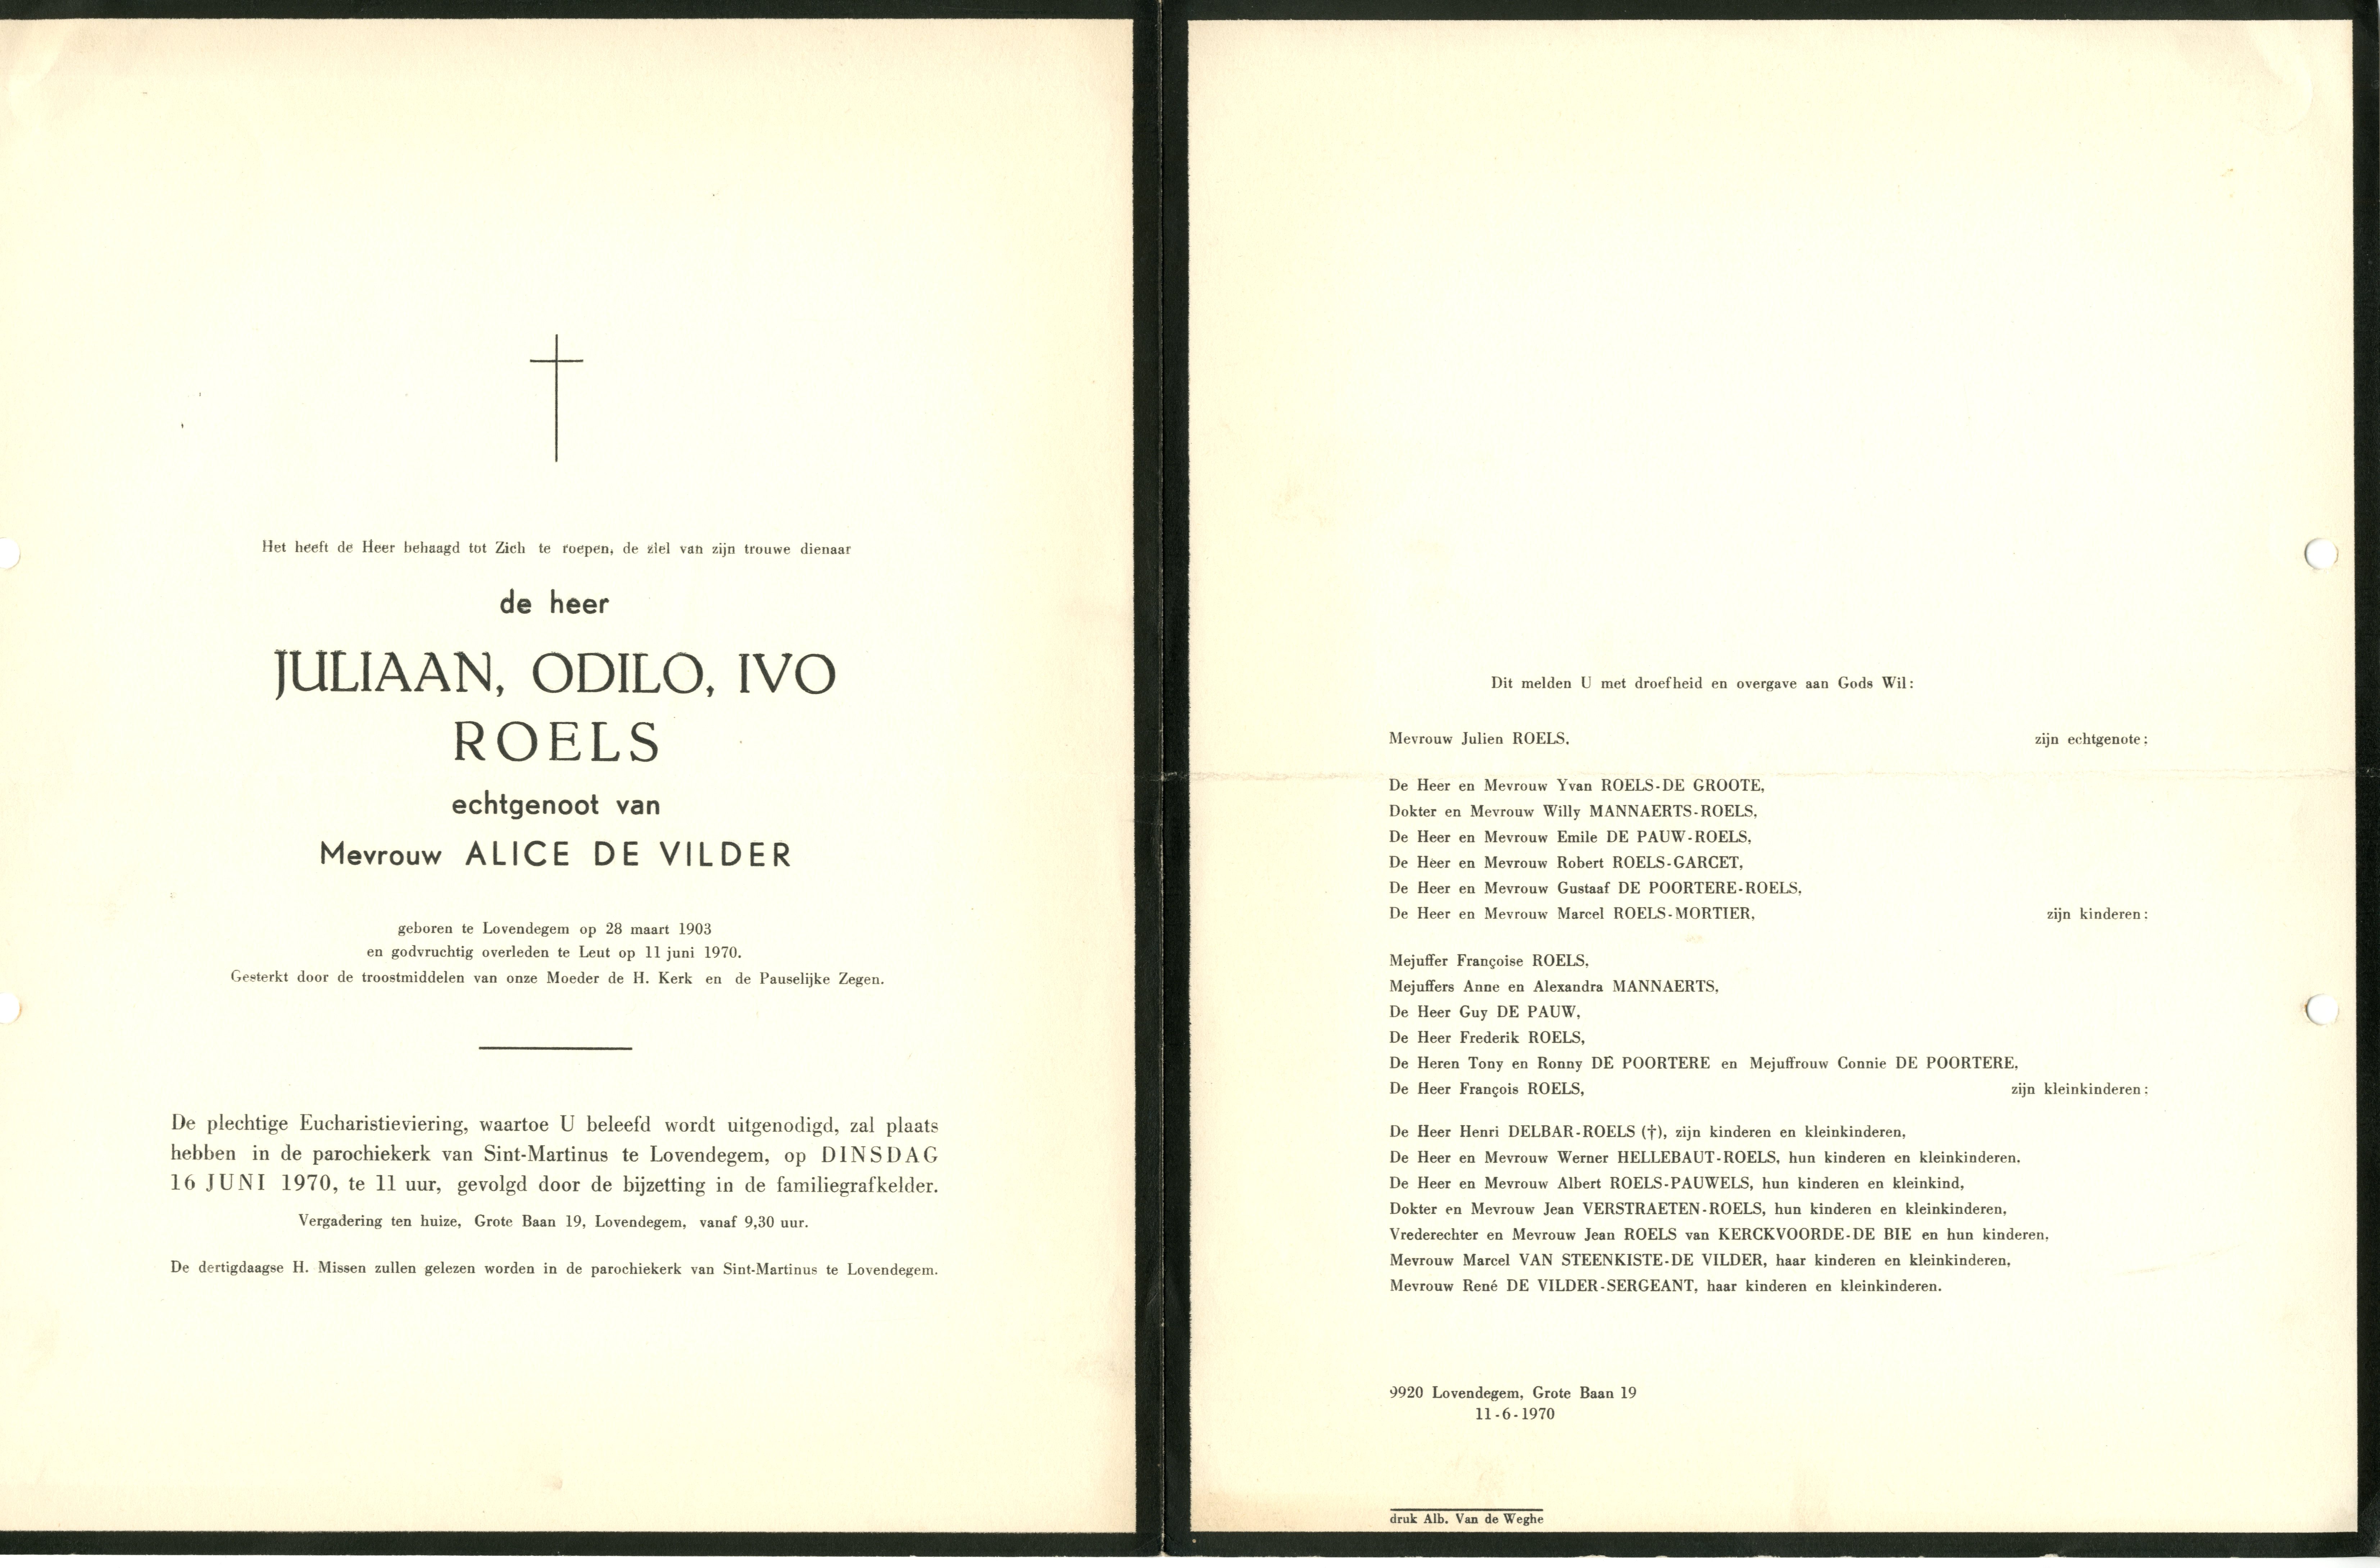 Het heeft de Heer behaagd tot Zich te roepen, de ziel van zijn trouwe dienaar
de heer
JULIAAN, ODILO, IVO
ROELS
echtgenoot van
Mevrouw ALICE DE VILDER
geboren te Lovendegem op 28 maart 1903
en godvruchtig overleden te Leut op 11 juni 1970.
Gesterkt door de troostmiddelen van onze Moeder de H. Kerk en de Pauselijke Zegen.
De plechtige Eucharistieviering, waartoe U beleefd wordt uitgenodigd, zal plaats
hebben in de parochiekerk van Sint-Martinus te Lovendegem, op DINSDAG
16 JUNI 1970, te 11 uur, gevolgd door de bijzetting in de familiegrafkelder.
Vergadering ten huize, Grote Baan 19, Lovendegem, vanaf 9,30 uur.
De dertigdaagse H. Missen zullen gelezen worden in de parochiekerk van Sint-Martinus te Lovendegem.
Dit melden U met droefheid en overgave aan Gods Wil:
Mevrouw Julien ROELS, zijn echtgenote;
De Heer en Mevrouw Yvan ROELS-DE GROOTE,
Dokter en Mevrouw Willy MANNAERTS-ROELS,
De Heer en Mevrouw Emile DE PAUW-ROELS,
De Heer en Mevrouw Robert ROELS-GARCET,
De Heer en Mevrouw Gustaaf DE POORTERE-ROELS,
De Heer en Mevrouw Marcel ROELS-MORTIER, zijn kinderen;
Mejuffer Françoise ROELS,
Mejuffers Anne en Alexandra MANNAERTS,
De Heer Guy DE PAUW,
De Heer Frederik ROELS,
De Heren Tony en Ronny DE POORTERE en Mejuffrouw Connie DE POORTERE,
De Heer François ROELS, zijn kleinkinderen;
De Heer Henri DELBAR-ROELS (†), zijn kinderen en kleinkinderen,
De Heer en Mevrouw Werner HELLEBAUT-ROELS, hun kinderen en kleinkinderen,
De Heer en Mevrouw Albert ROELS-PAUWELS, hun kinderen en kleinkind,
Dokter en Mevrouw Jean VERSTRAETEN-ROELS, hun kinderen en kleinkinderen,
Vrederechter en Mevrouw Jean ROELS van KERCKVOORDE-DE BIE en hun kinderen,
Mevrouw Marcel VAN STEENKISTE-DE VILDER, haar kinderen en kleinkinderen,
Mevrouw René DE VILDER-SERGEANT, haar kinderen en kleinkinderen.
9920 Lovendegem, Grote Baan 19
11-6-1970
druk Alb. Van de Weghe